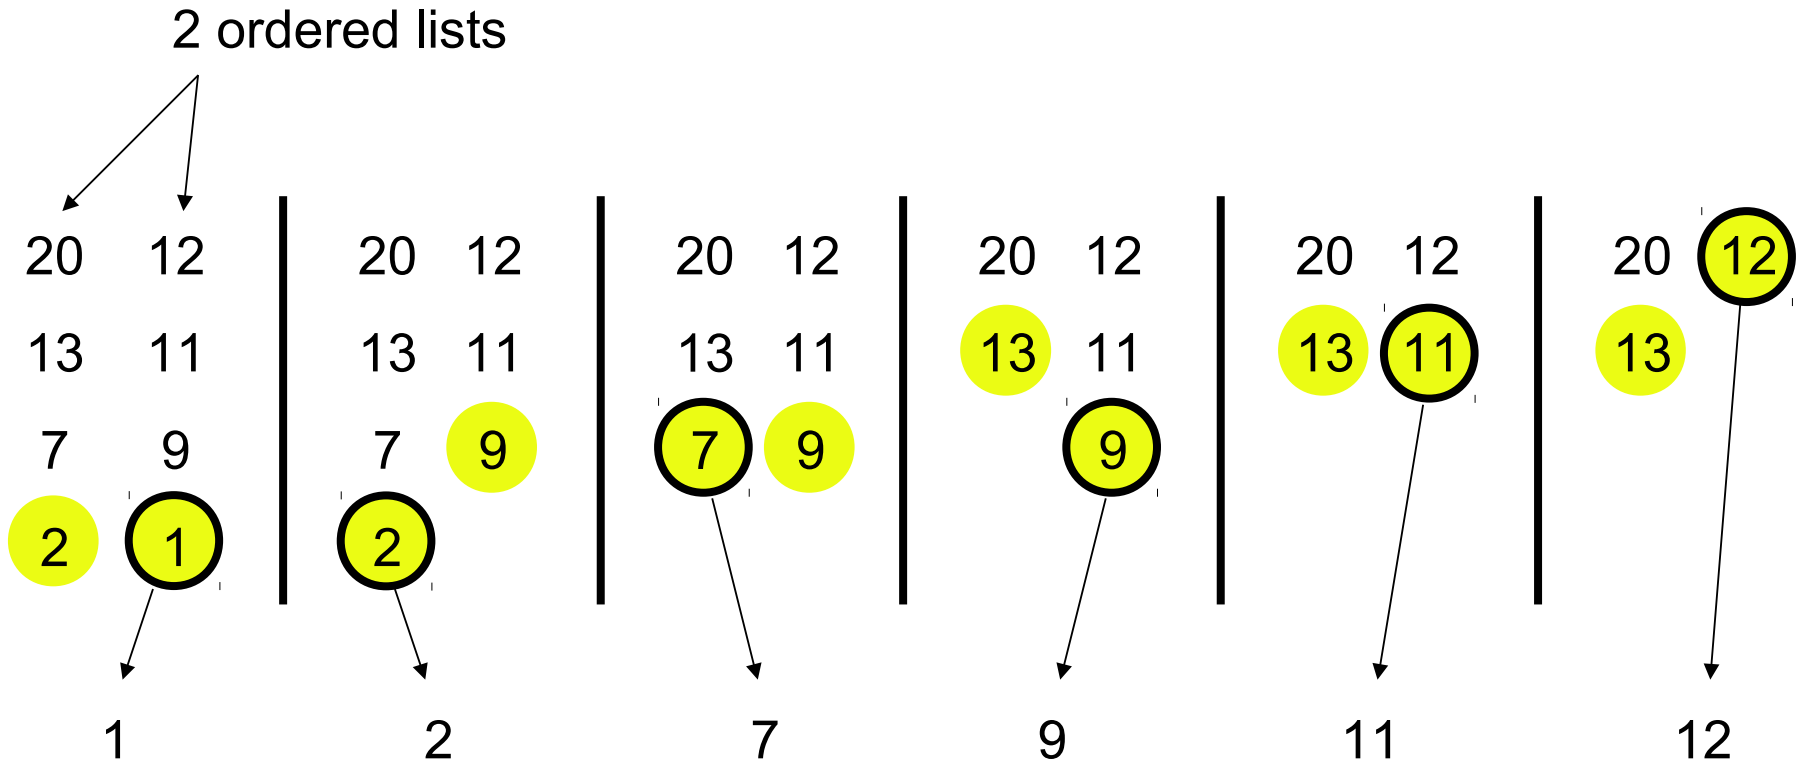 2 ordered lists
20 12 20 12 20 12 20 12 20 12 20 12
13 11 13 11 13 11 13 11 13 11 13
7 9 7 9 7 9 9
2 1 2
1 2 7 9 11 12